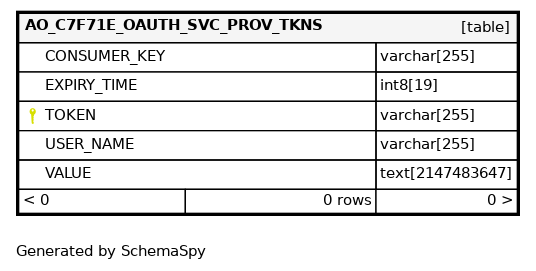 AO_C7F71E_OAUTH_SVC_PROV_TKNS [table]
CONSUMER_KEY varchar[255]
EXPIRY_TIME int8[19]
TOKEN varchar[255]
USER_NAME varchar[255]
VALUE text[2147483647]
< 0 0 rows 0 >
Generated by SchemaSpy